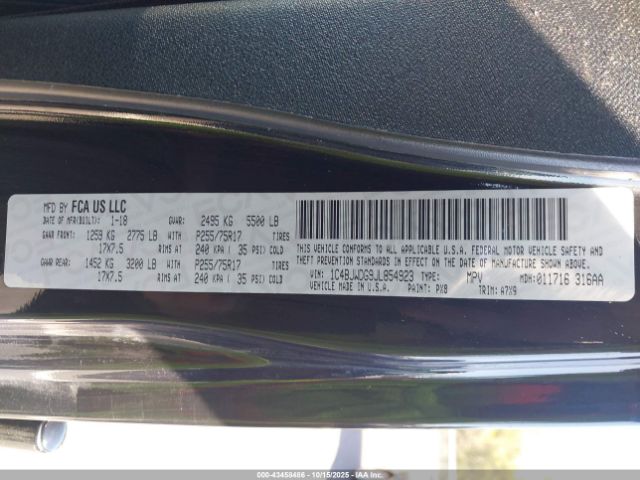 MFD BY FCA US LLC
DATE OF MFR(BUILT): 1-18 GVWR: 2495 KG 5500 LB
GAWR FRONT: 1259 KG 2775 LB WITH P255/75R17 TIRES
17X7.5 RIMS AT 240 KPA ( 35 PSI) COLD
GAWR REAR: 1452 KG 3200 LB WITH P255/75R17 TIRES
17X7.5 RIMS AT 240 KPA ( 35 PSI) COLD
THIS VEHICLE CONFORMS TO ALL APPLICABLE U.S.A. FEDERAL MOTOR VEHICLE SAFETY AND
THEFT PREVENTION STANDARDS IN EFFECT ON THE DATE OF MANUFACTURE SHOWN ABOVE.
VIN: 1C4BJWDG9JL854923 TYPE: MPV MDH: 011716 316AA
VEHICLE MADE IN U.S.A. PAINT: PX8 TRIM: A7X9
000-43458486 | 10/15/2025 - IAAI.COM